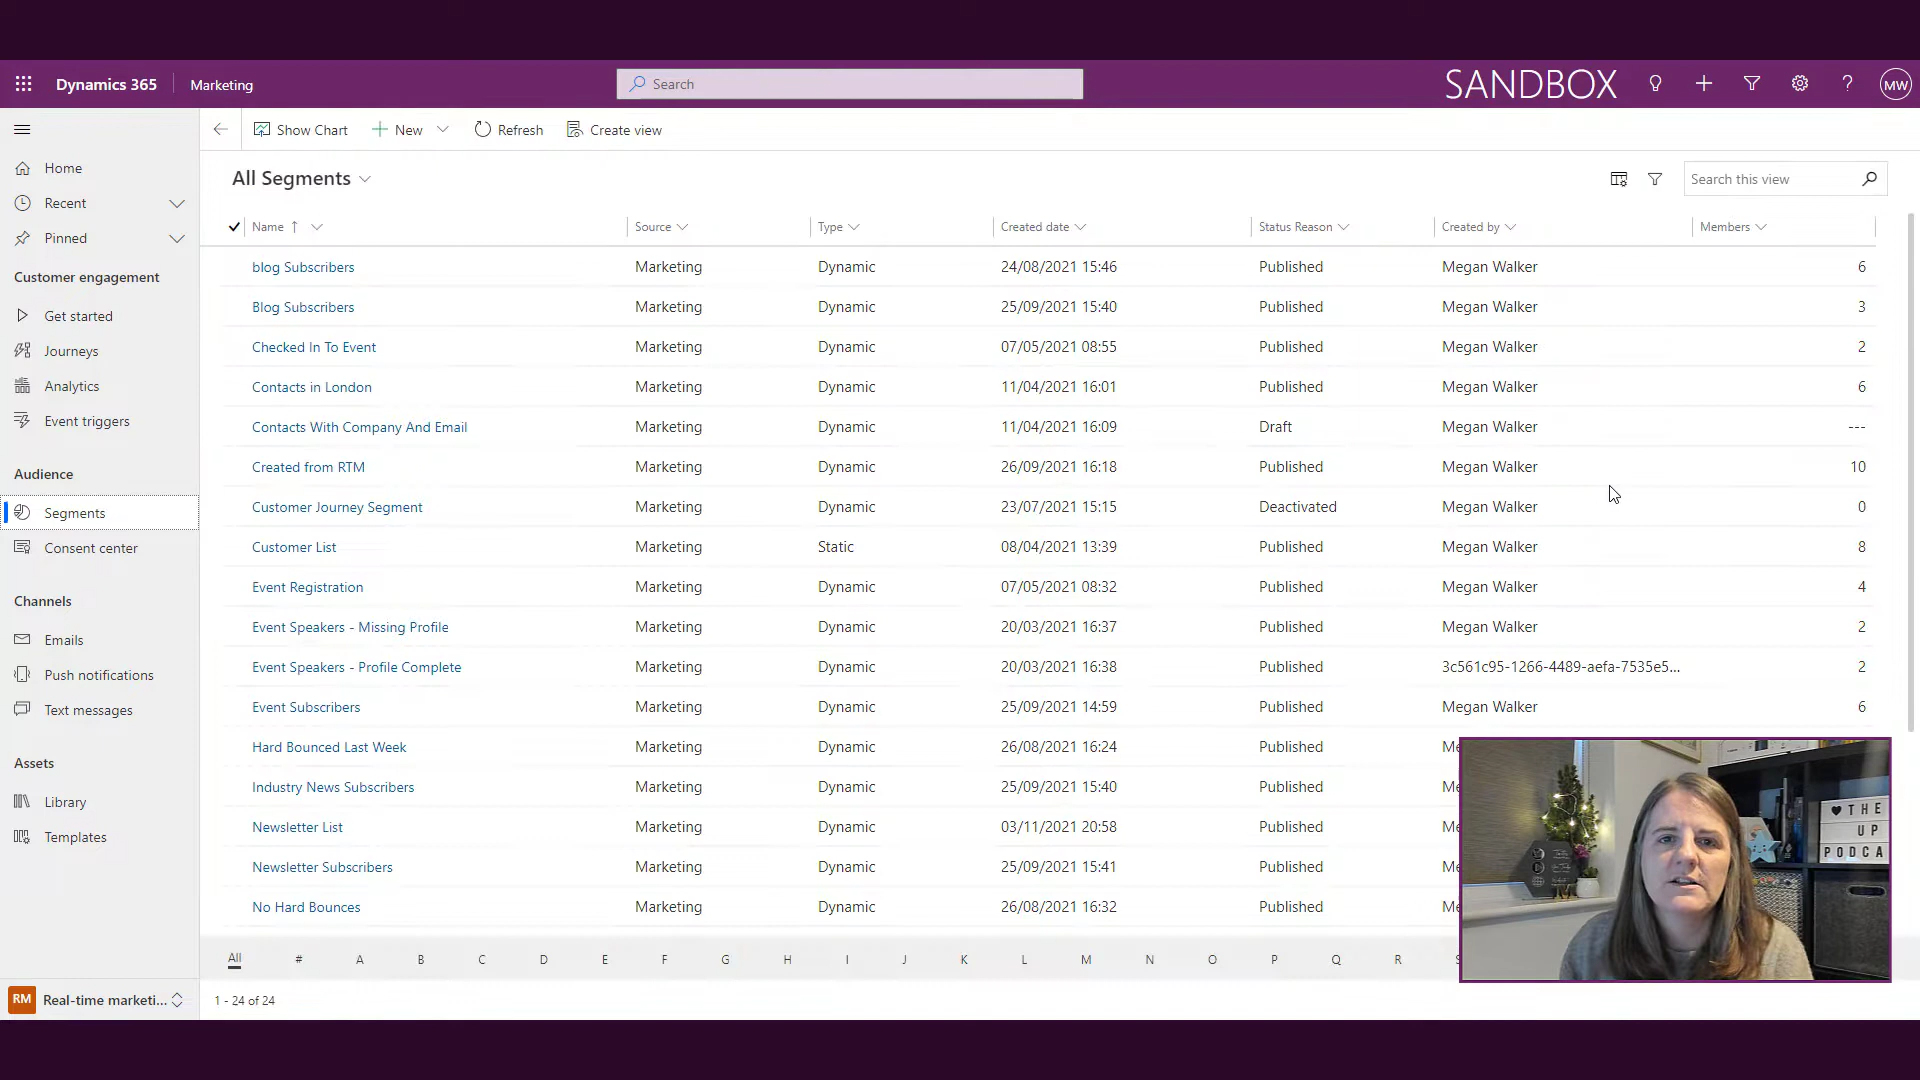 Dynamics 365 Marketing Search SANDBOX MW
Show Chart New Refresh Create view
Home
Recent
Pinned
Customer engagement
Get started
Journeys
Analytics
Event triggers
Audience
Segments
Consent center
Channels
Emails
Push notifications
Text messages
Assets
Library
Templates
RM Real-time marketi...
All Segments Search this view
Name Source Type Created date Status Reason Created by Members
blog Subscribers Marketing Dynamic 24/08/2021 15:46 Published Megan Walker 6
Blog Subscribers Marketing Dynamic 25/09/2021 15:40 Published Megan Walker 3
Checked In To Event Marketing Dynamic 07/05/2021 08:55 Published Megan Walker 2
Contacts in London Marketing Dynamic 11/04/2021 16:01 Published Megan Walker 6
Contacts With Company And Email Marketing Dynamic 11/04/2021 16:09 Draft Megan Walker ---
Created from RTM Marketing Dynamic 26/09/2021 16:18 Published Megan Walker 10
Customer Journey Segment Marketing Dynamic 23/07/2021 15:15 Deactivated Megan Walker 0
Customer List Marketing Static 08/04/2021 13:39 Published Megan Walker 8
Event Registration Marketing Dynamic 07/05/2021 08:32 Published Megan Walker 4
Event Speakers - Missing Profile Marketing Dynamic 20/03/2021 16:37 Published Megan Walker 2
Event Speakers - Profile Complete Marketing Dynamic 20/03/2021 16:38 Published 3c561c95-1266-4489-aefa-7535e5... 2
Event Subscribers Marketing Dynamic 25/09/2021 14:59 Published Megan Walker 6
Hard Bounced Last Week Marketing Dynamic 26/08/2021 16:24 Published Me
Industry News Subscribers Marketing Dynamic 25/09/2021 15:40 Published Me
Newsletter List Marketing Dynamic 03/11/2021 20:58 Published Me
Newsletter Subscribers Marketing Dynamic 25/09/2021 15:41 Published Me
No Hard Bounces Marketing Dynamic 26/08/2021 16:32 Published Me
All # A B C D E F G H I J K L M N O P Q R S
1 - 24 of 24
THE
UP
PODCA